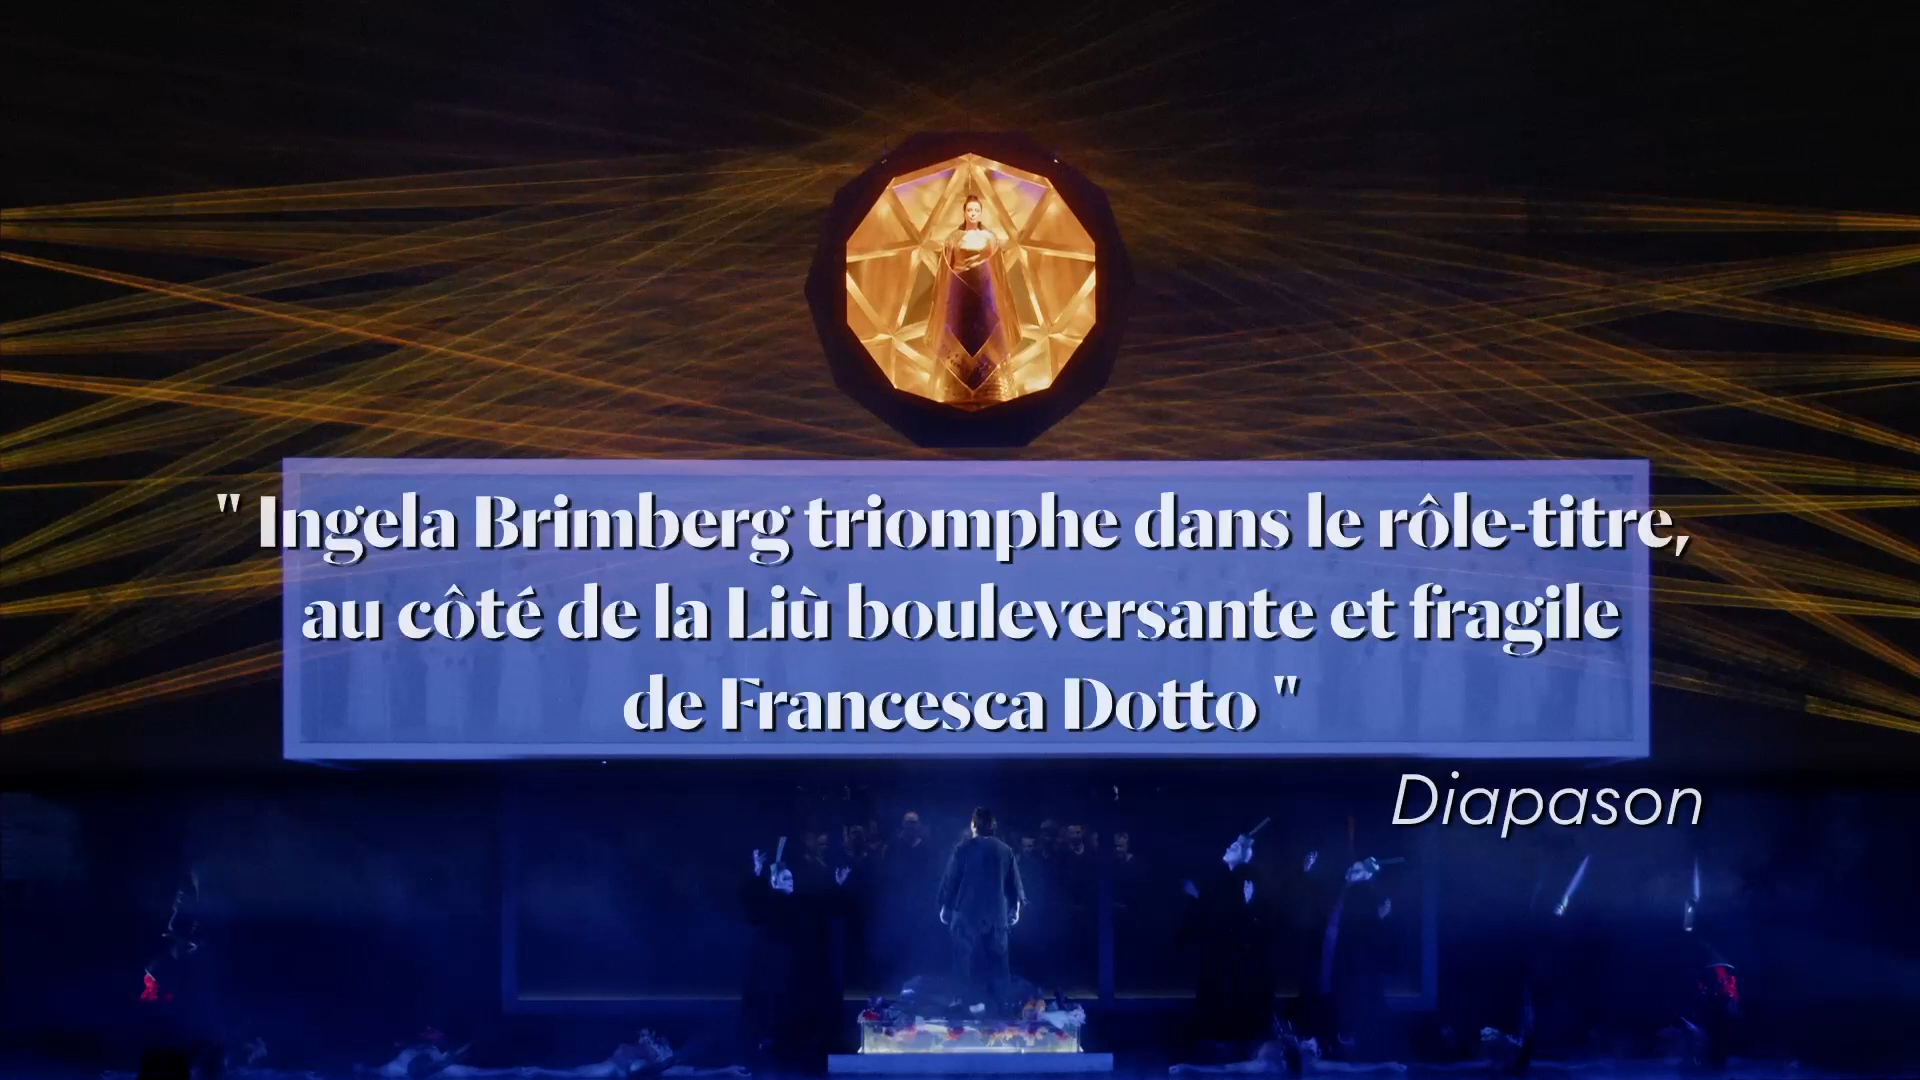 " Ingela Brimberg triomphe dans le rôle-titre,
au côté de la Liù bouleversante et fragile
de Francesca Dotto "
Diapason